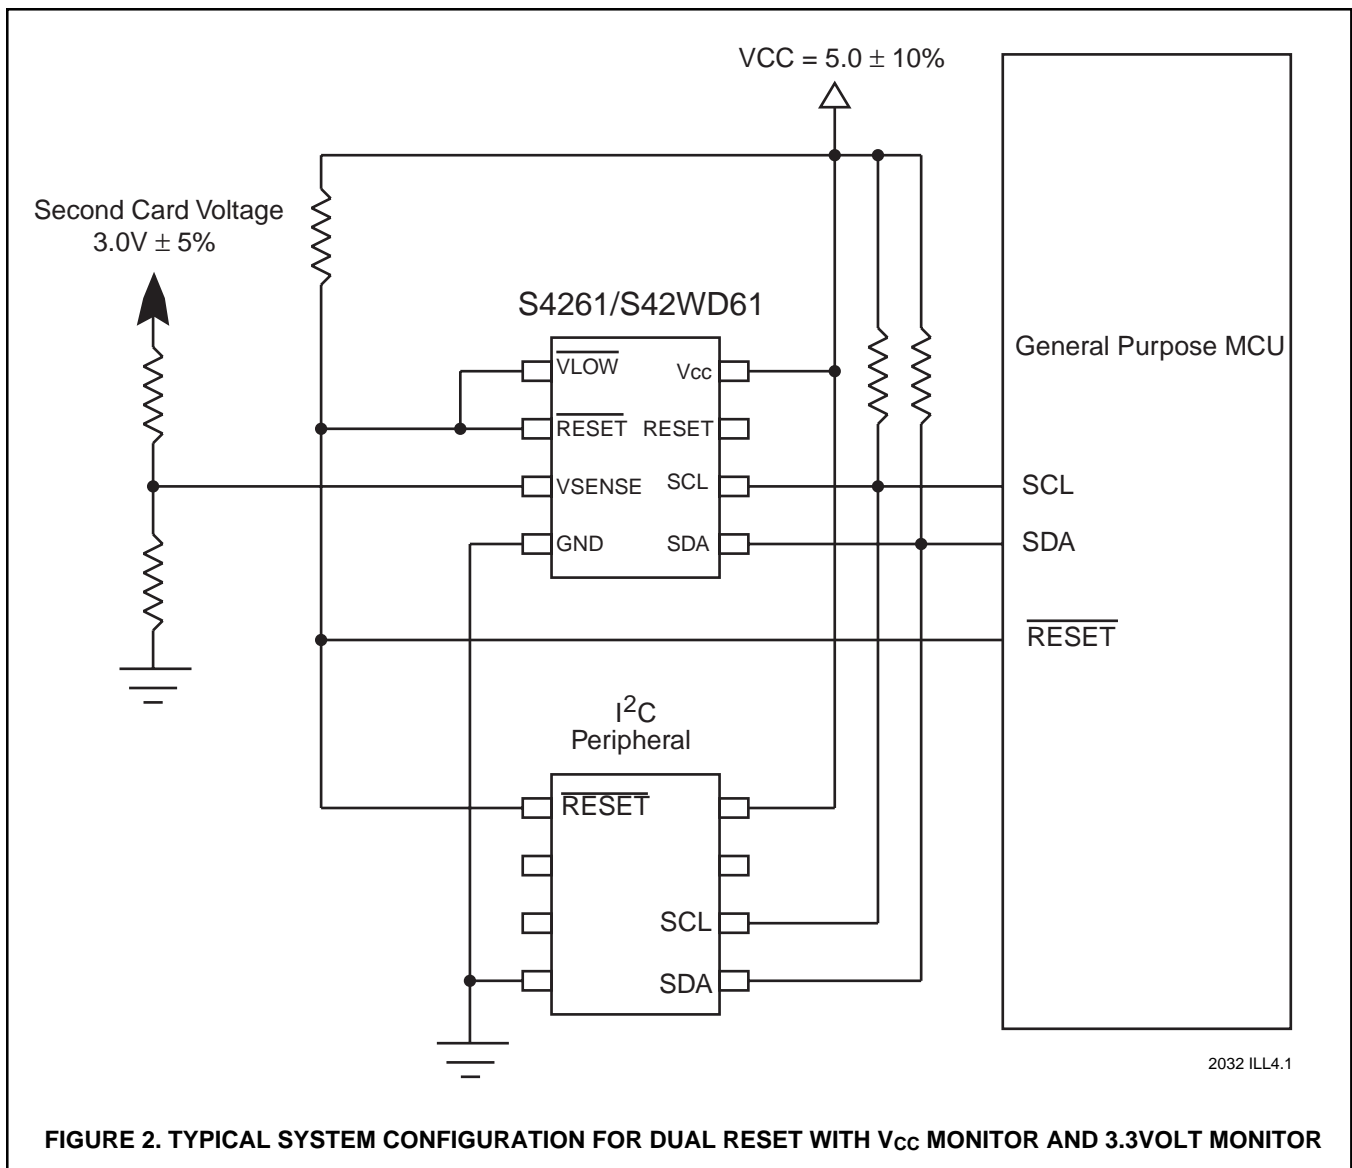 VCC = 5.0 ± 10%
Second Card Voltage
3.0V ± 5%
S4261/S42WD61
VLOW
Vcc
RESET
RESET
VSENSE
SCL
GND
SDA
General Purpose MCU
SCL
SDA
RESET
I²C
Peripheral
RESET
SCL
SDA
2032 ILL4.1
FIGURE 2. TYPICAL SYSTEM CONFIGURATION FOR DUAL RESET WITH VCC MONITOR AND 3.3VOLT MONITOR